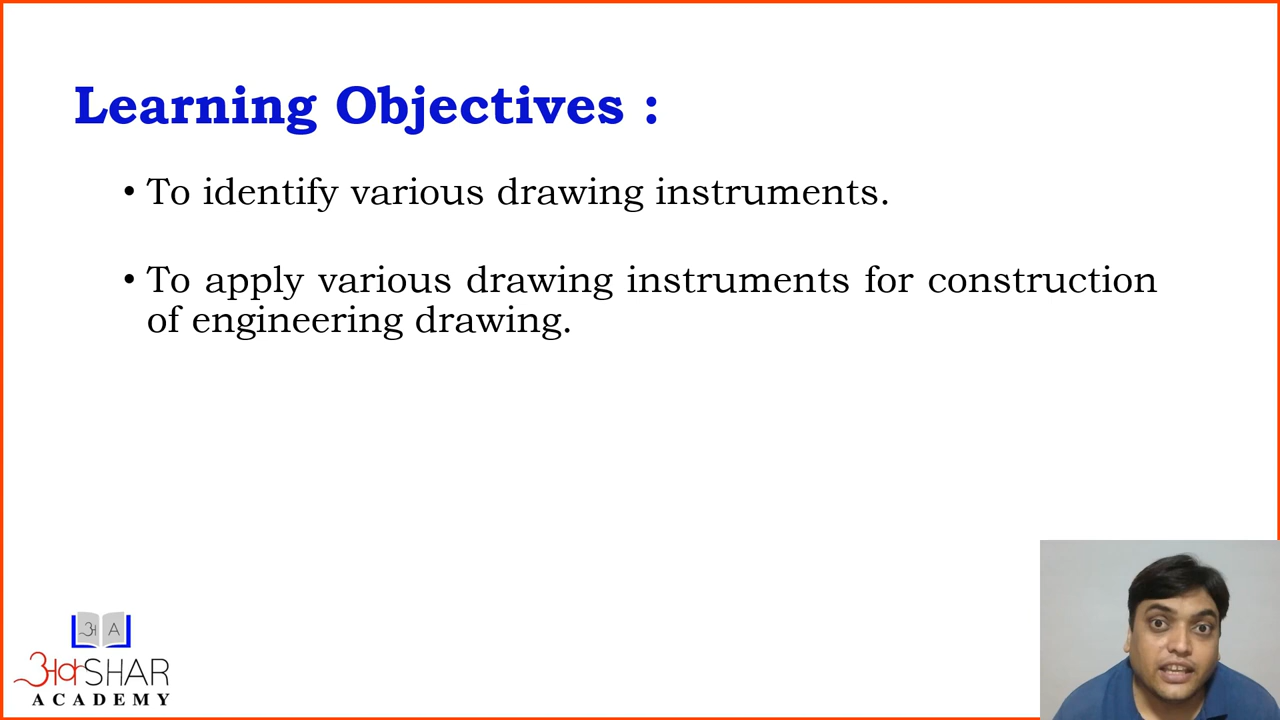 Learning Objectives :
• To identify various drawing instruments.
• To apply various drawing instruments for construction
of engineering drawing.
अ A
अक्SHAR
ACADEMY